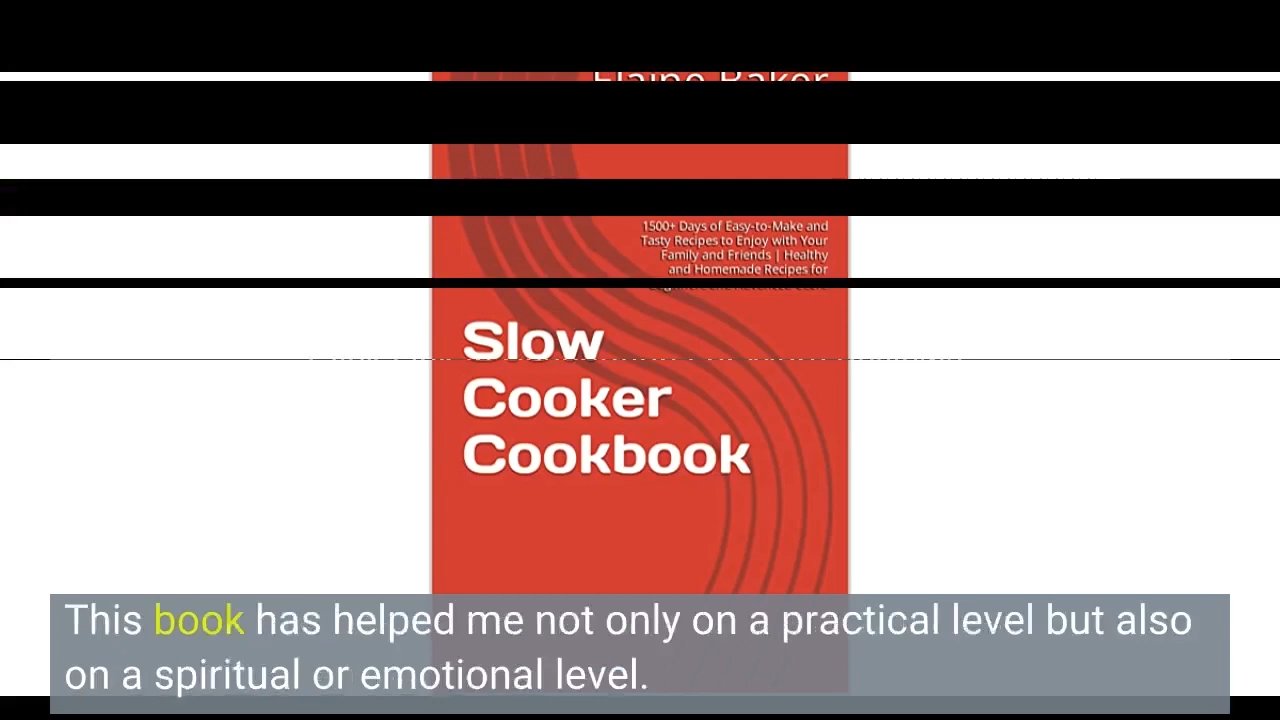 Elaine Baker
1500+ Days of Easy-to-Make and
Tasty Recipes to Enjoy with Your
Family and Friends | Healthy
and Homemade Recipes for
Slow
Cooker
Cookbook
This book has helped me not only on a practical level but also
on a spiritual or emotional level.